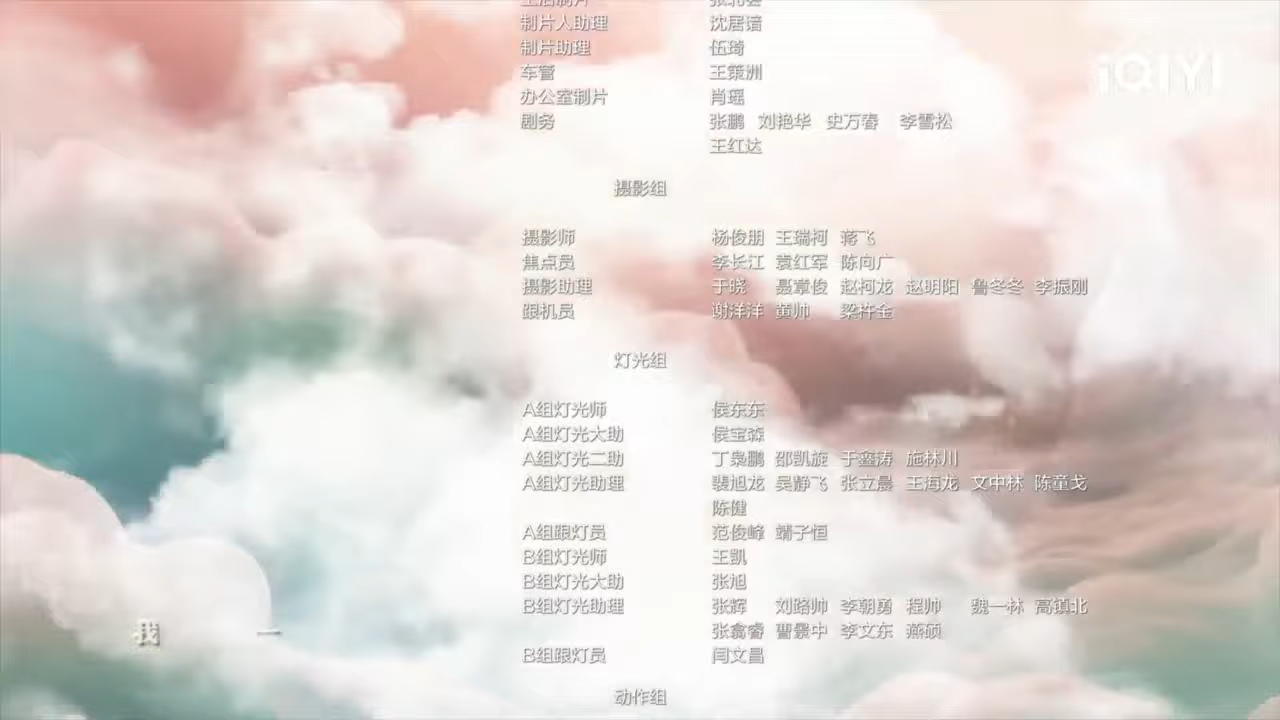 iQIYI
制片人助理 沈居谙
制片助理 伍琦
车管 王策洲
办公室制片 肖瑶
剧务 张鹏 刘艳华 史万春 李雪松
王红达
摄影组
摄影师 杨俊朋 王瑞柯 蒋飞
焦点员 李长江 袁红军 陈向广
摄影助理 于晓 聂章俊 赵柯龙 赵明阳 鲁冬冬 李振刚
跟机员 谢洋洋 黄帅 梁祚金
灯光组
A组灯光师 侯东东
A组灯光大助 侯宝森
A组灯光二助 丁枭鹏 邵凯旋 于鑫涛 施林川
A组灯光助理 裴旭龙 吴静飞 张立晨 王海龙 文中林 陈童戈
陈健
A组跟灯员 范俊峰 靖子恒
B组灯光师 王凯
B组灯光大助 张旭
B组灯光助理 张辉 刘路帅 李朝勇 程帅 魏一林 高镇北
张翕睿 曹景中 李文东 燕硕
我 一
B组跟灯员 闫文昌
动作组